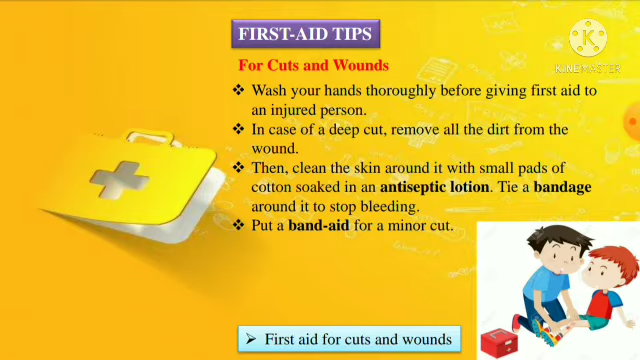 FIRST-AID TIPS
K
KINEMASTER
For Cuts and Wounds
❖ Wash your hands thoroughly before giving first aid to
an injured person.
❖ In case of a deep cut, remove all the dirt from the
wound.
❖ Then, clean the skin around it with small pads of
cotton soaked in an antiseptic lotion. Tie a bandage
around it to stop bleeding.
❖ Put a band-aid for a minor cut.
➢ First aid for cuts and wounds